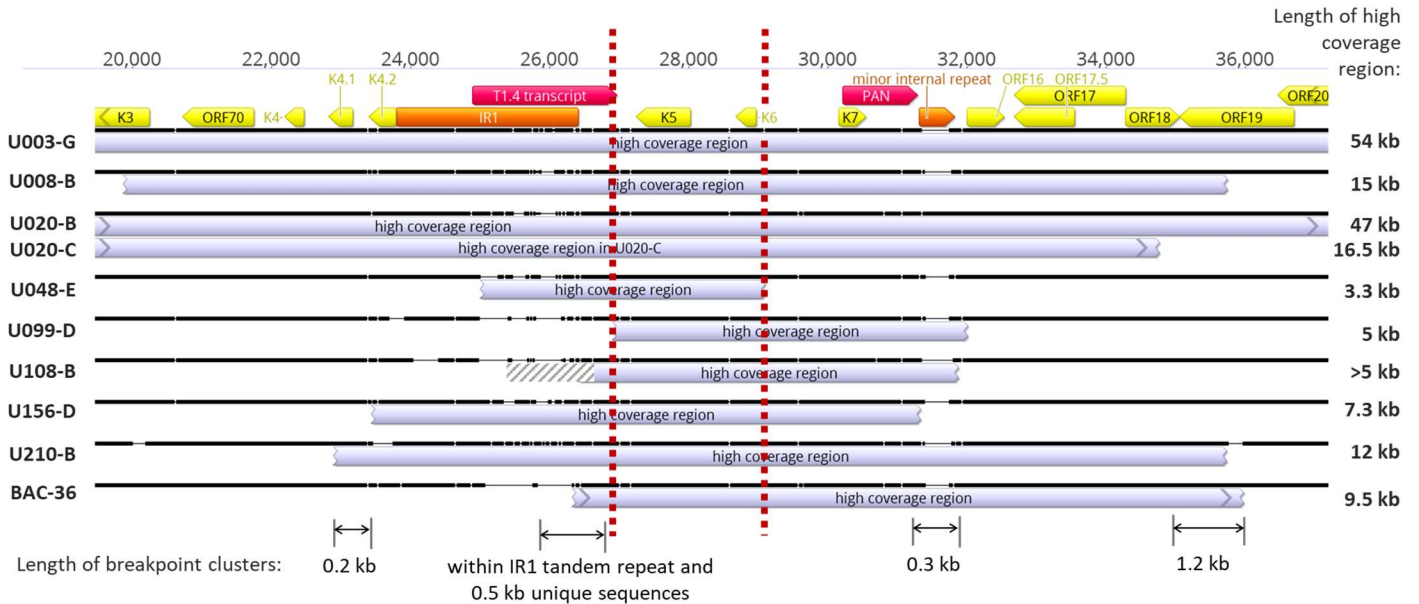 Length of high
coverage
region:
20,000 22,000 24,000 26,000 28,000 30,000 32,000 34,000 36,000
K4.1 K4.2 minor internal repeat ORF16 ORF17.5
T1.4 transcript PAN ORF17 ORF20
K3 ORF70 K4 IR1 K5 K6 K7 ORF18 ORF19
U003-G high coverage region 54 kb
U008-B high coverage region 15 kb
U020-B high coverage region 47 kb
U020-C high coverage region in U020-C 16.5 kb
U048-E high coverage region 3.3 kb
U099-D high coverage region 5 kb
U108-B high coverage region >5 kb
U156-D high coverage region 7.3 kb
U210-B high coverage region 12 kb
BAC-36 high coverage region 9.5 kb
Length of breakpoint clusters: 0.2 kb within IR1 tandem repeat and 0.3 kb 1.2 kb
0.5 kb unique sequences